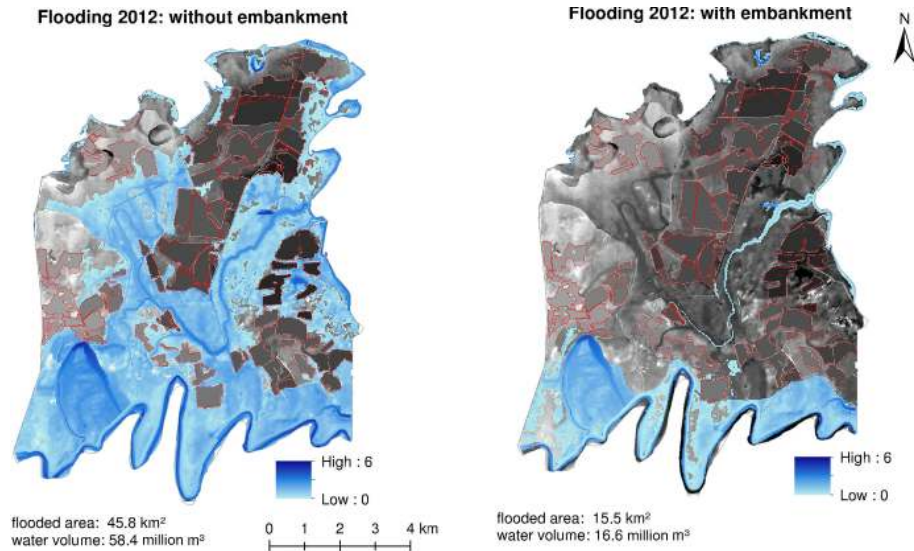 Flooding 2012: without embankment
High : 6
Low : 0
flooded area: 45.8 km²
water volume: 58.4 million m³
0 1 2 3 4 km
Flooding 2012: with embankment
N
High : 6
Low : 0
flooded area: 15.5 km²
water volume: 16.6 million m³